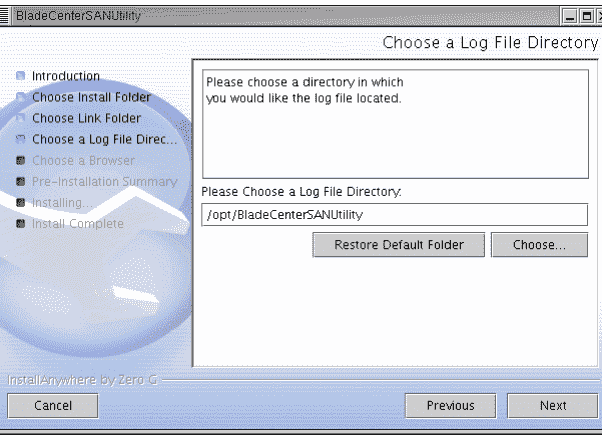 BladeCenterSANUtility
Choose a Log File Directory
Introduction
Choose Install Folder
Choose Link Folder
Choose a Log File Direc...
Choose a Browser
Pre-Installation Summary
Installing...
Install Complete
Please choose a directory in which
you would like the log file located.
Please Choose a Log File Directory:
/opt/BladeCenterSANUtility
Restore Default Folder
Choose...
InstallAnywhere by Zero G
Cancel
Previous
Next